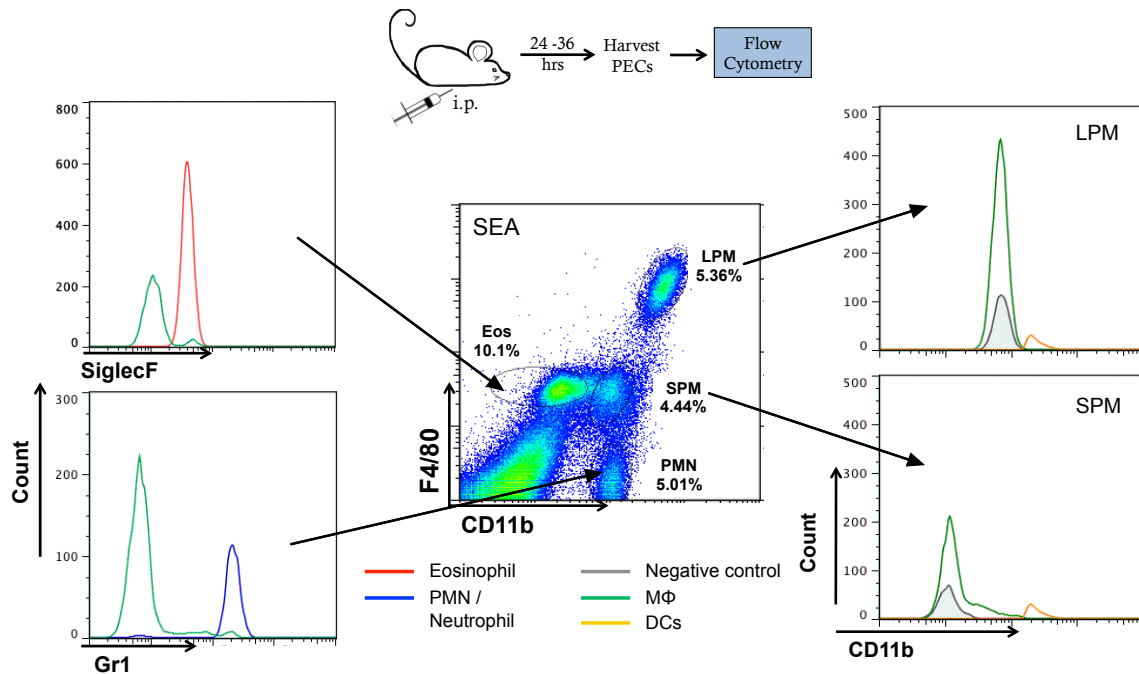 24 -36
hrs
Harvest
PECs
Flow
Cytometry
i.p.
800
600
400
200
0
SiglecF
300
200
100
0
Count
Gr1
SEA
LPM
5.36%
Eos
10.1%
SPM
4.44%
PMN
5.01%
F4/80
CD11b
Eosinophil
PMN /
Neutrophil
Negative control
MΦ
DCs
LPM
500
400
300
200
100
0
SPM
500
400
300
200
100
0
Count
CD11b